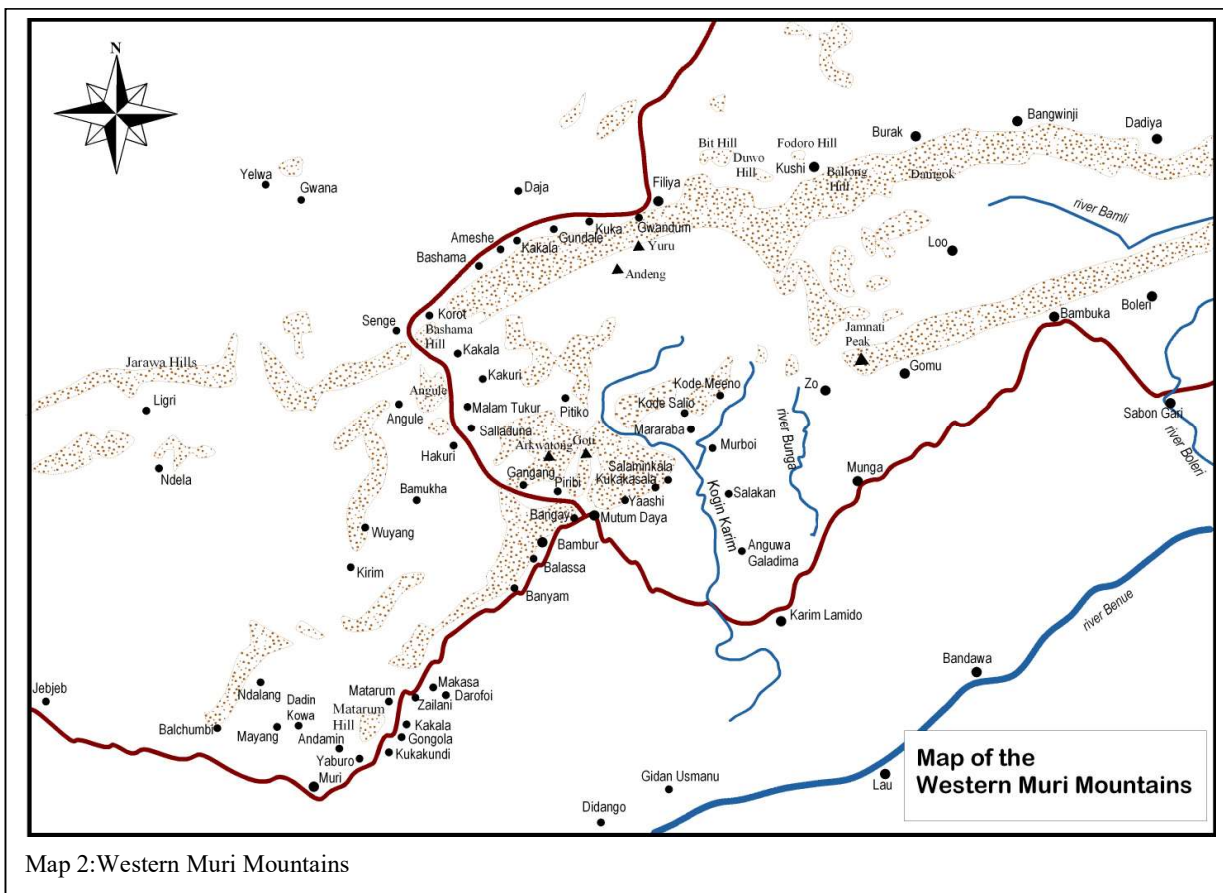 N
Bangwinji
Dadiya
Burak
Bit Hill
Fodoro Hill
Duwo
Hill
Kushi
Ballong
Hill
Daŋgok
Yelwa
Gwana
Daja
Filiya
river Bamli
Kuka
Gwandum
Gundale
Ameshe
Kakala
Yuru
Loo
Bashama
Andeng
Boleri
Korot
Bambuka
Senge
Bashama
Hill
Jamnati
Peak
Kakala
Jarawa Hills
Gomu
Kakuri
Kode Meeno
Zo
Angule
Ligri
Angule
Malam Tukur
Pitiko
Kode Salio
Sabon Gari
Salladuna
Mararaba
river Bunga
river Boleri
Hakuri
Arkwatong
Goti
Murboi
Ndela
Salaminkala
Gangang
Kukakasala
Munga
Piribi
Bamukha
Yaashi
Salakan
Kogin Karim
Bangay
Mutum Daya
Wuyang
Bambur
Anguwa
Galadima
Balassa
Kirim
Banyam
river Benue
Karim Lamido
Bandawa
Ndalang
Makasa
Jebjeb
Dadin
Kowa
Matarum
Zailani
Darofoi
Matarum
Hill
Balchumbi
Mayang
Andamin
Kakala
Gongola
Yaburo
Kukakundi
Muri
Map of the
Western Muri Mountains
Gidan Usmanu
Lau
Didango
Map 2:Western Muri Mountains